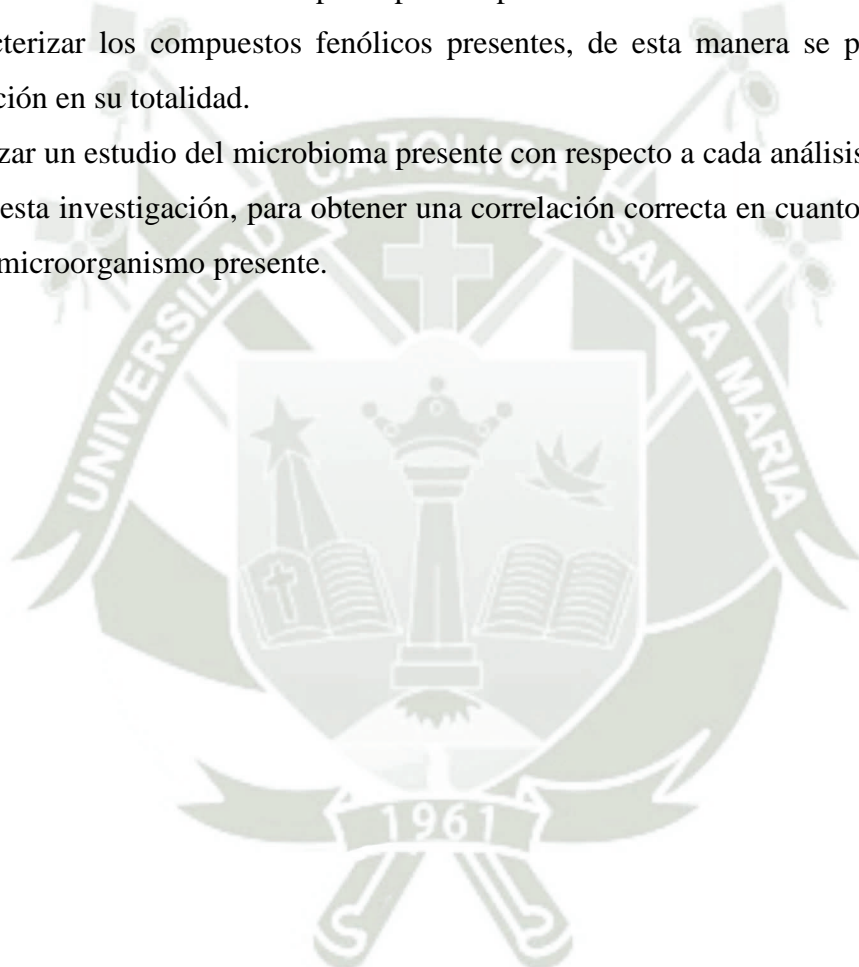 cterizar los compuestos fenólicos presentes, de esta manera se p
ción en su totalidad.
zar un estudio del microbioma presente con respecto a cada análisis
esta investigación, para obtener una correlación correcta en cuanto
microorganismo presente.
UNIVERSIDAD CATOLICA SANTA MARIA
1961